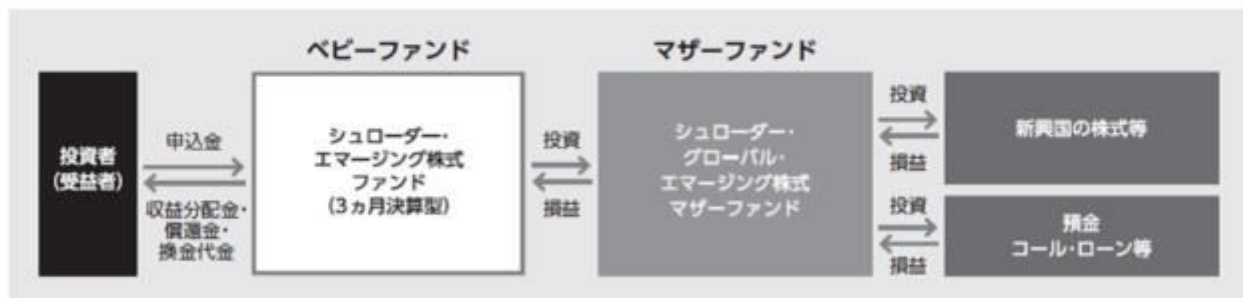 ベビーファンド
マザーファンド
投資者
(受益者)
申込金
収益分配金・
償還金・
換金代金
シュローダー・
エマージング株式
ファンド
(3ヵ月決算型)
投資
損益
シュローダー・
グローバル・
エマージング株式
マザーファンド
投資
損益
新興国の株式等
投資
損益
預金
コール・ローン等